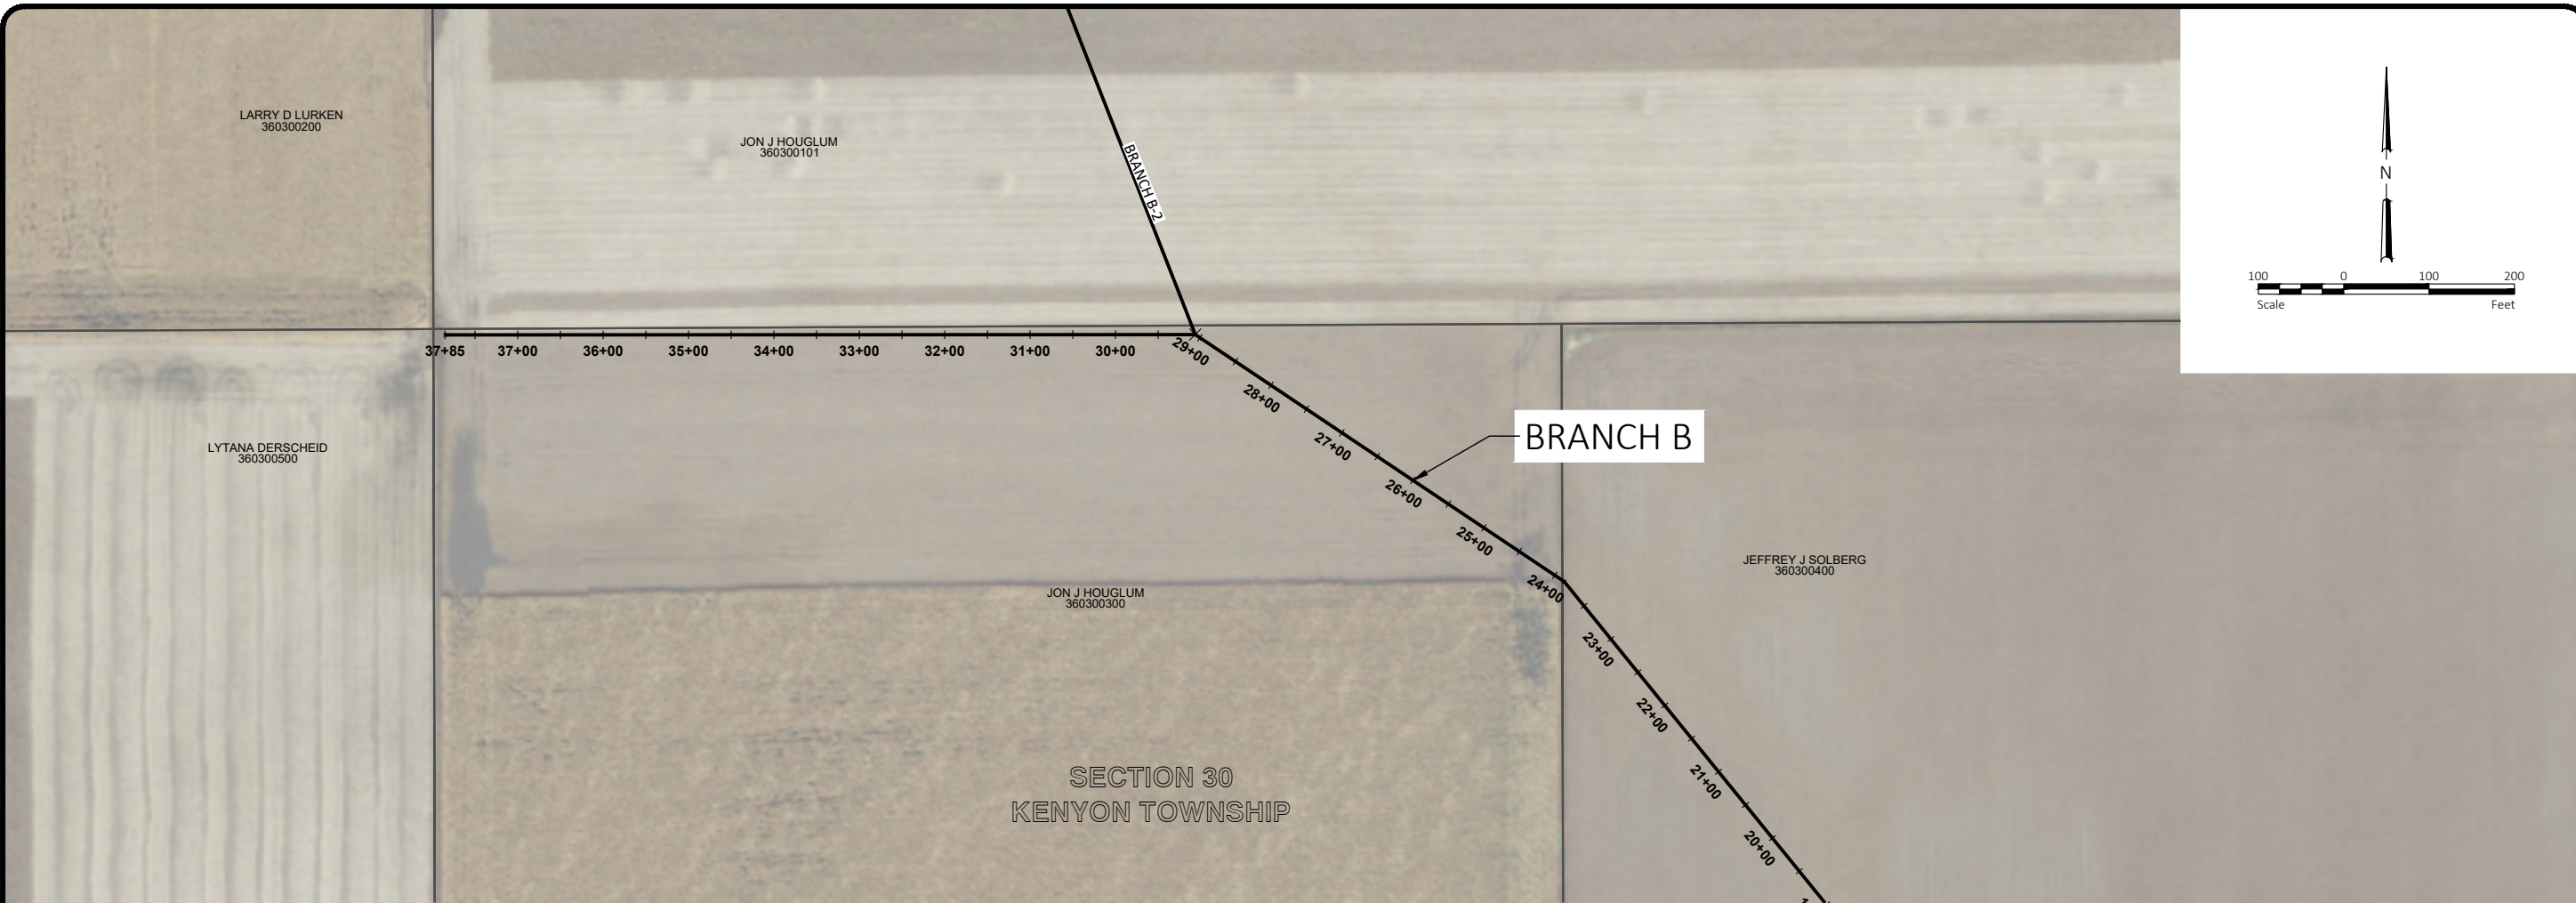 LARRY D LURKEN
360300200
JON J HOUGLUM
360300101
BRANCH B-2
N
100 0 100 200
Scale Feet
37+85 37+00 36+00 35+00 34+00 33+00 32+00 31+00 30+00 29+00
28+00
27+00
26+00
25+00
24+00
23+00
22+00
21+00
20+00
BRANCH B
LYTANA DERSCHEID
360300500
JEFFREY J SOLBERG
360300400
JON J HOUGLUM
360300300
SECTION 30
KENYON TOWNSHIP